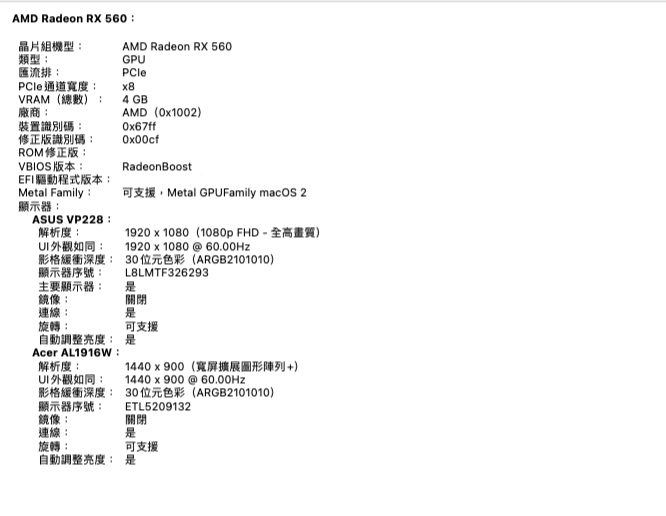 AMD Radeon RX 560：
晶片組機型： AMD Radeon RX 560
類型： GPU
匯流排： PCIe
PCIe 通道寬度： x8
VRAM（總數）： 4 GB
廠商： AMD（0x1002）
裝置識別碼： 0x67ff
修正版識別碼： 0x00cf
ROM 修正版：
VBIOS 版本： RadeonBoost
EFI 驅動程式版本：
Metal Family： 可支援，Metal GPUFamily macOS 2
顯示器：
ASUS VP228：
解析度： 1920 x 1080（1080p FHD - 全高畫質）
UI 外觀如同： 1920 x 1080 @ 60.00Hz
影格緩衝深度： 30 位元色彩（ARGB2101010）
顯示器序號： L8LMTF326293
主要顯示器： 是
鏡像： 關閉
連線： 是
旋轉： 可支援
自動調整亮度： 是
Acer AL1916W：
解析度： 1440 x 900（寬屏擴展圖形陣列+）
UI 外觀如同： 1440 x 900 @ 60.00Hz
影格緩衝深度： 30 位元色彩（ARGB2101010）
顯示器序號： ETL5209132
鏡像： 關閉
連線： 是
旋轉： 可支援
自動調整亮度： 是